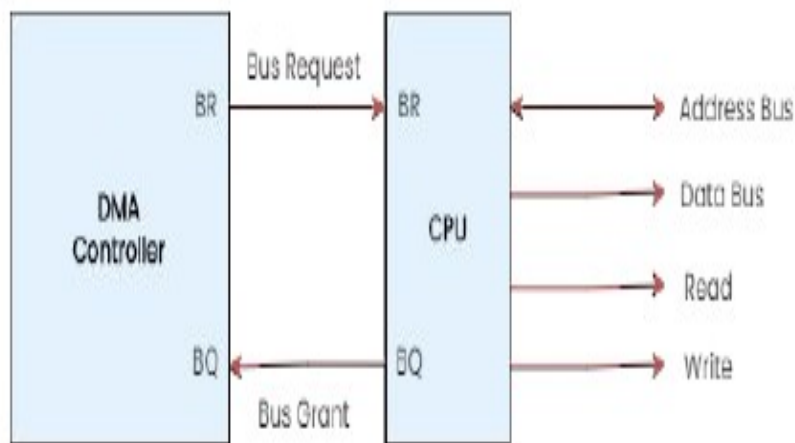 Bus Request
BR
BR
Address Bus
Data Bus
DMA
Controller
CPU
Read
BQ
BQ
Write
Bus Grant